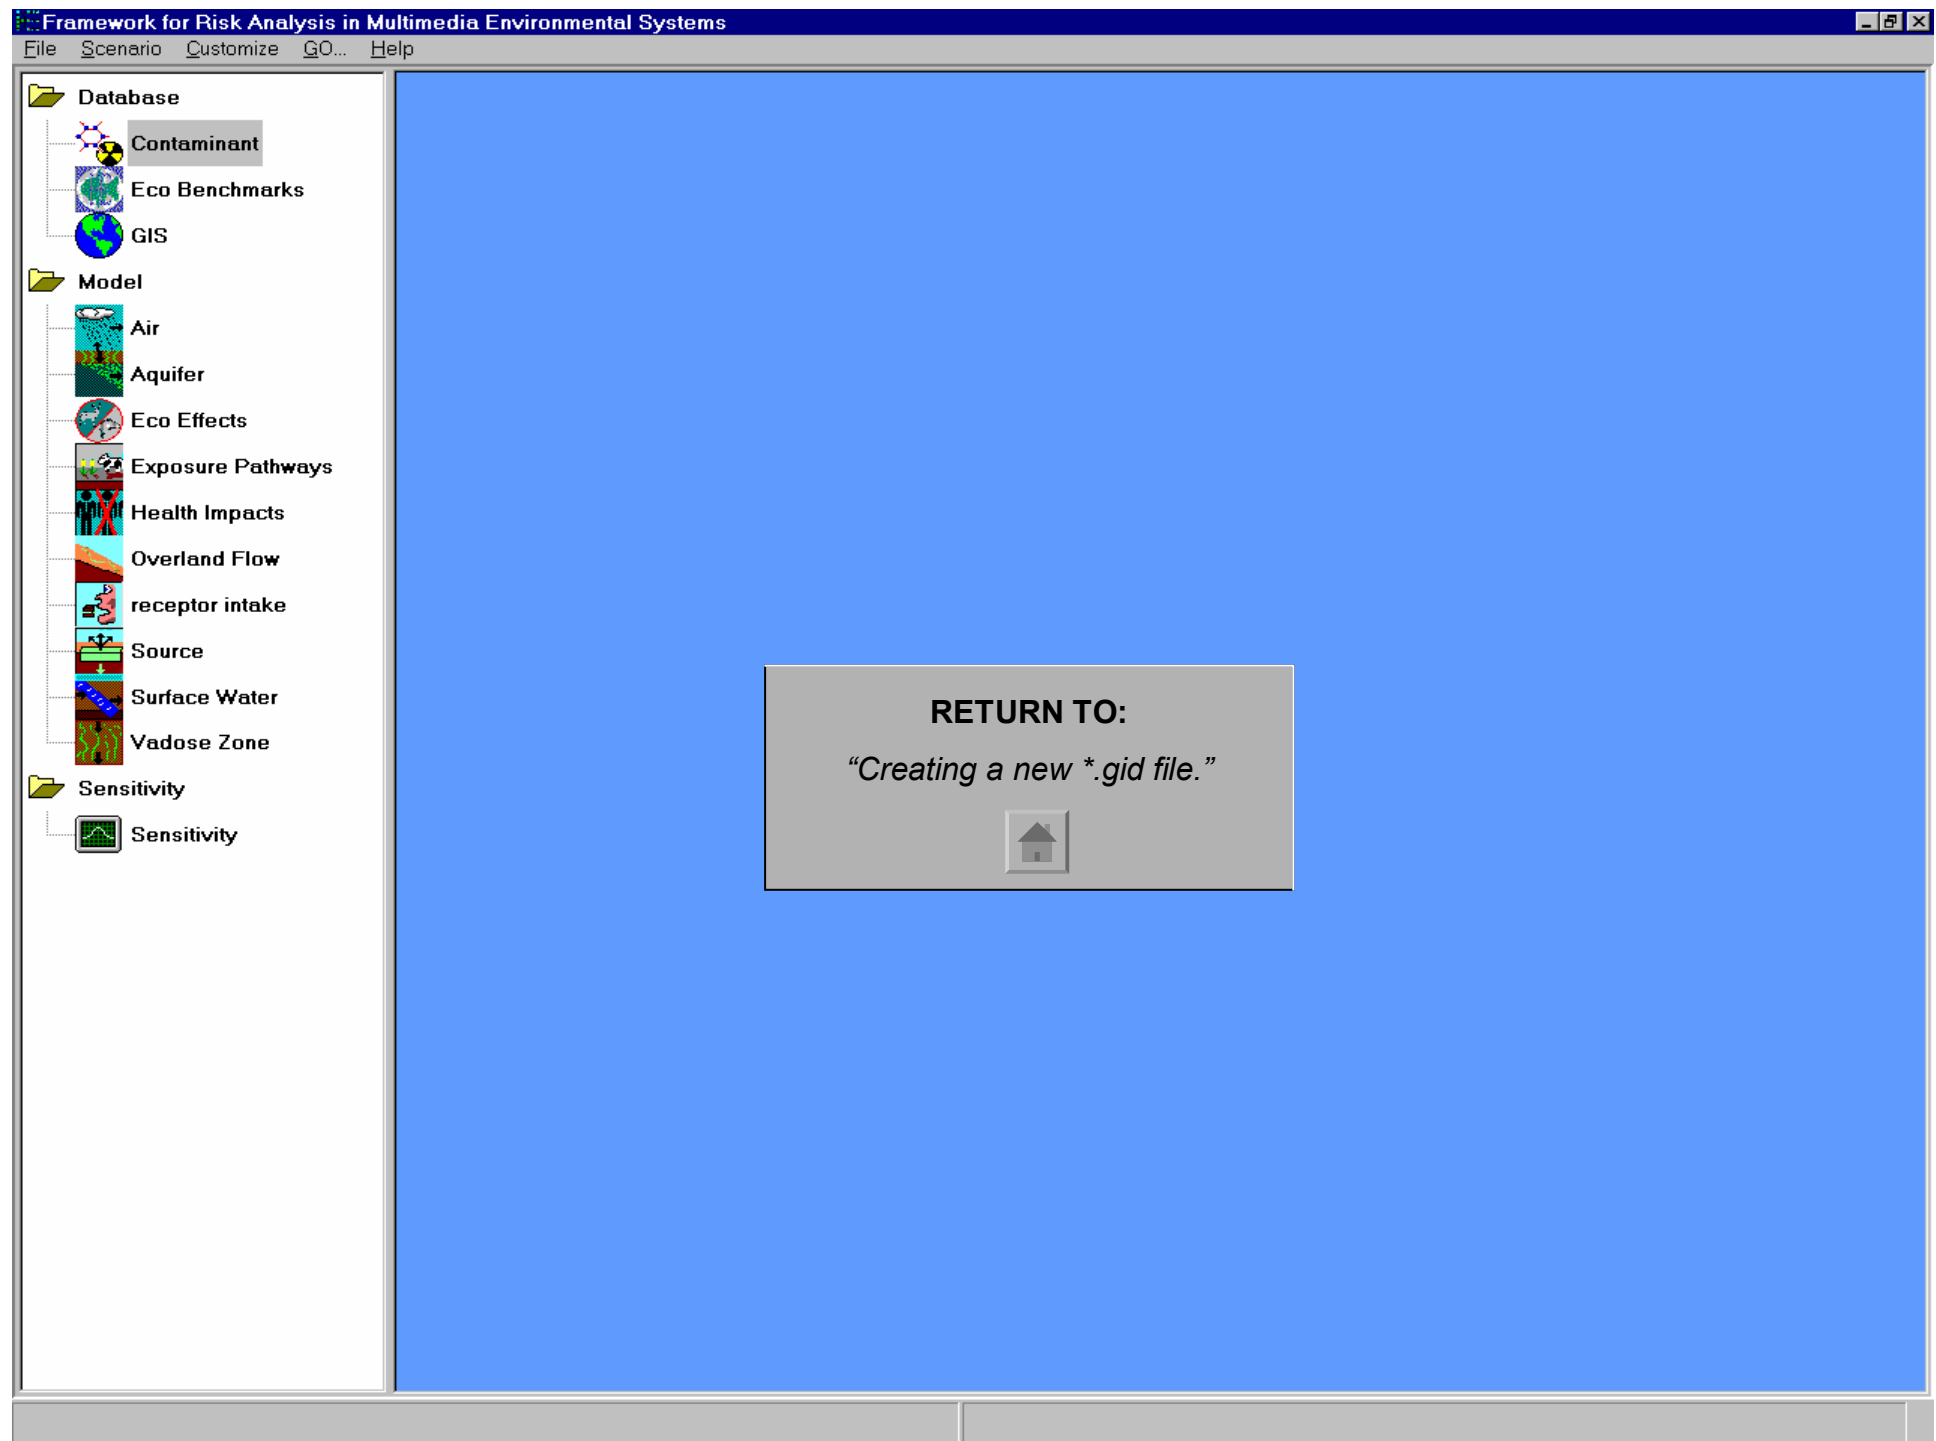 Framework for Risk Analysis in Multimedia Environmental Systems
File Scenario Customize GO... Help
Database
Contaminant
Eco Benchmarks
GIS
Model
Air
Aquifer
Eco Effects
Exposure Pathways
Health Impacts
Overland Flow
receptor intake
Source
Surface Water
Vadose Zone
Sensitivity
Sensitivity
RETURN TO:
“Creating a new *.gid file.”